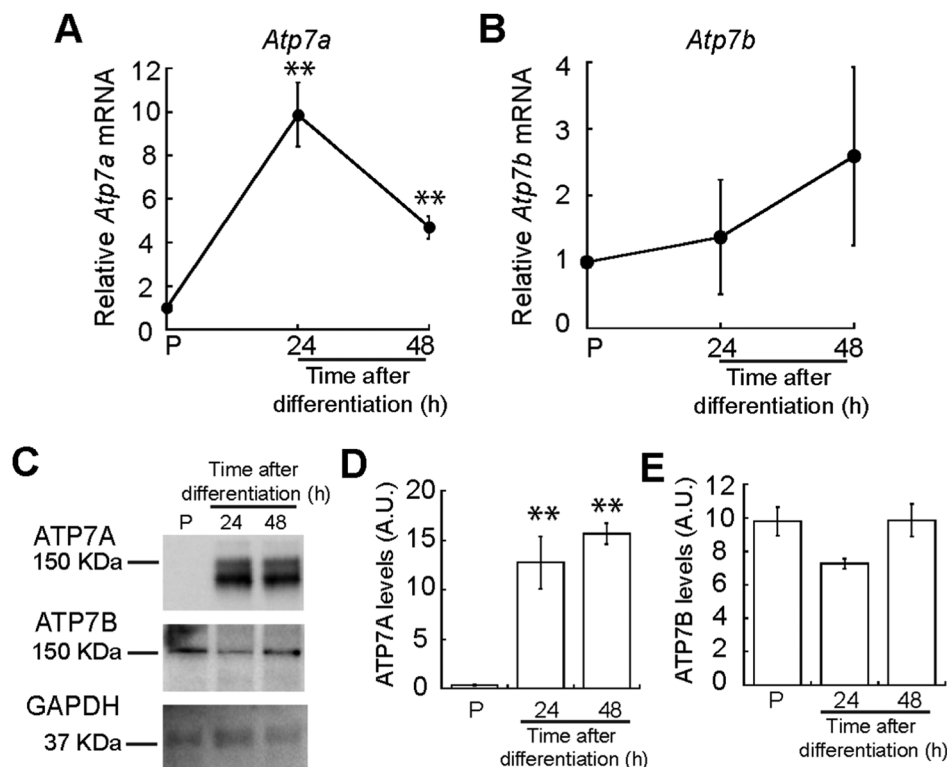 A
Atp7a
**
**
Relative Atp7a mRNA
12
10
8
6
4
2
0
P
24
48
Time after
differentiation (h)
B
Atp7b
Relative Atp7b mRNA
4
3
2
1
0
P
24
48
Time after
differentiation (h)
C
Time after
differentiation (h)
P
24
48
ATP7A
150 KDa
ATP7B
150 KDa
GAPDH
37 KDa
D
ATP7A levels (A.U.)
20
15
10
5
0
**
**
P
24
48
Time after
differentiation (h)
E
ATP7B levels (A.U.)
12
10
8
6
4
2
0
P
24
48
Time after
differentiation (h)